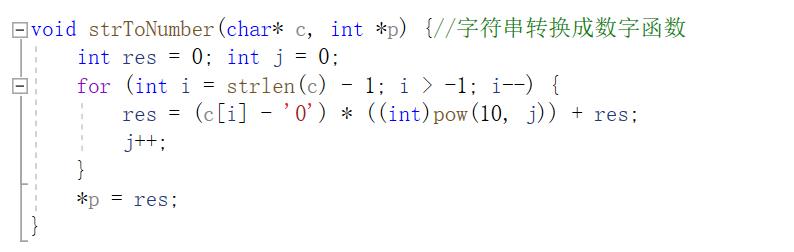 void strToNumber(char* c, int *p) {//字符串转换成数字函数
    int res = 0; int j = 0;
    for (int i = strlen(c) - 1; i > -1; i--) {
        res = (c[i] - '0') * ((int)pow(10, j)) + res;
        j++;
    }
    *p = res;
}